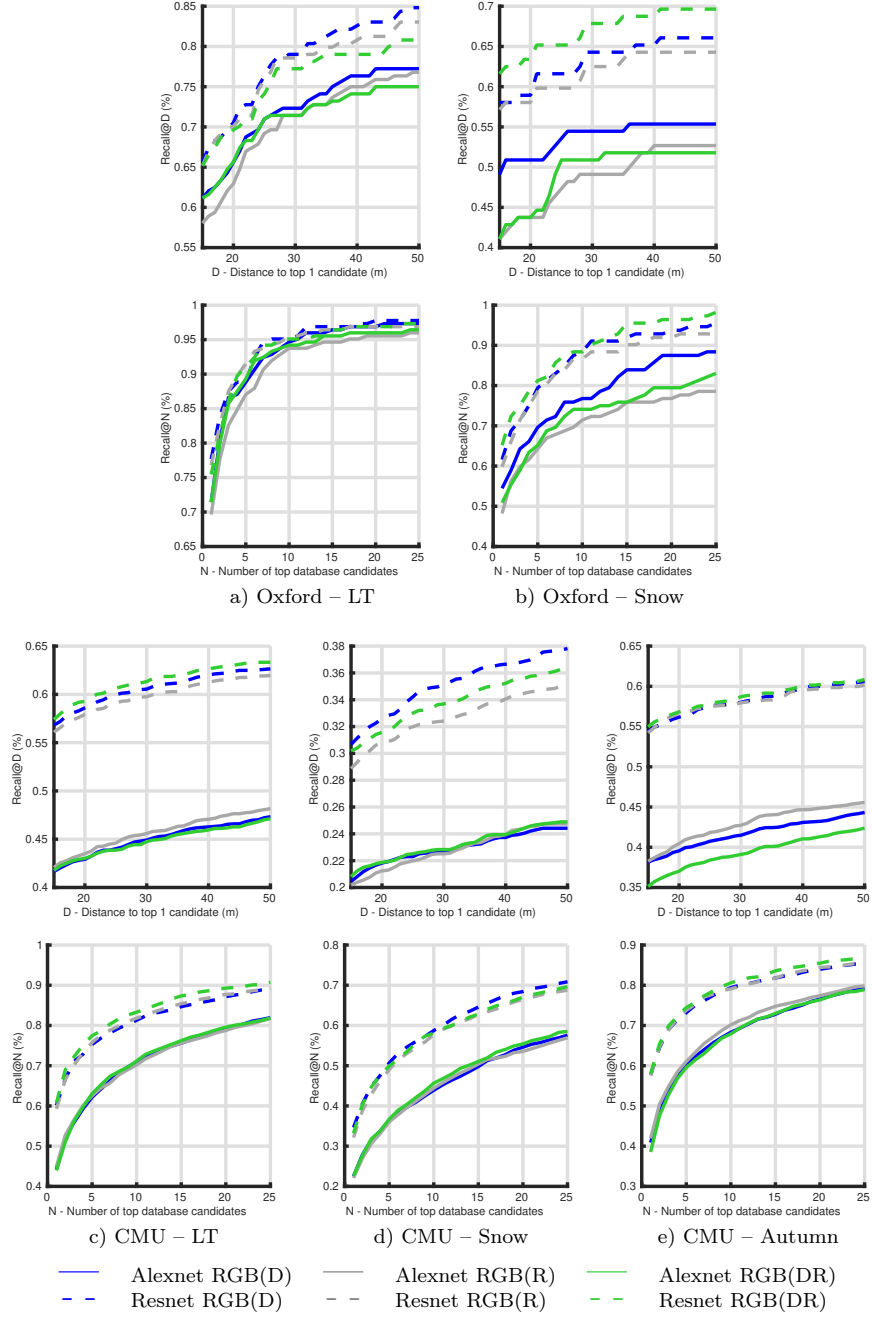 0.85
0.8
0.75
0.7
0.65
0.6
0.55
Recall@D (%)
20 30 40 50
D - Distance to top 1 candidate (m)
0.7
0.65
0.6
0.55
0.5
0.45
0.4
Recall@D (%)
20 30 40 50
D - Distance to top 1 candidate (m)
1
0.95
0.9
0.85
0.8
0.75
0.7
0.65
Recall@N (%)
0 5 10 15 20 25
N - Number of top database candidates
a) Oxford – LT
1
0.9
0.8
0.7
0.6
0.5
0.4
Recall@N (%)
0 5 10 15 20 25
N - Number of top database candidates
b) Oxford – Snow
0.65
0.6
0.55
0.5
0.45
0.4
Recall@D (%)
20 30 40 50
D - Distance to top 1 candidate (m)
0.38
0.36
0.34
0.32
0.3
0.28
0.26
0.24
0.22
0.2
Recall@D (%)
20 30 40 50
D - Distance to top 1 candidate (m)
0.65
0.6
0.55
0.5
0.45
0.4
0.35
Recall@D (%)
20 30 40 50
D - Distance to top 1 candidate (m)
1
0.9
0.8
0.7
0.6
0.5
0.4
Recall@N (%)
0 5 10 15 20 25
N - Number of top database candidates
c) CMU – LT
0.8
0.7
0.6
0.5
0.4
0.3
0.2
Recall@N (%)
0 5 10 15 20 25
N - Number of top database candidates
d) CMU – Snow
0.9
0.8
0.7
0.6
0.5
0.4
0.3
Recall@N (%)
0 5 10 15 20 25
N - Number of top database candidates
e) CMU – Autumn
Alexnet RGB(D) Alexnet RGB(R) Alexnet RGB(DR)
Resnet RGB(D) Resnet RGB(R) Resnet RGB(DR)